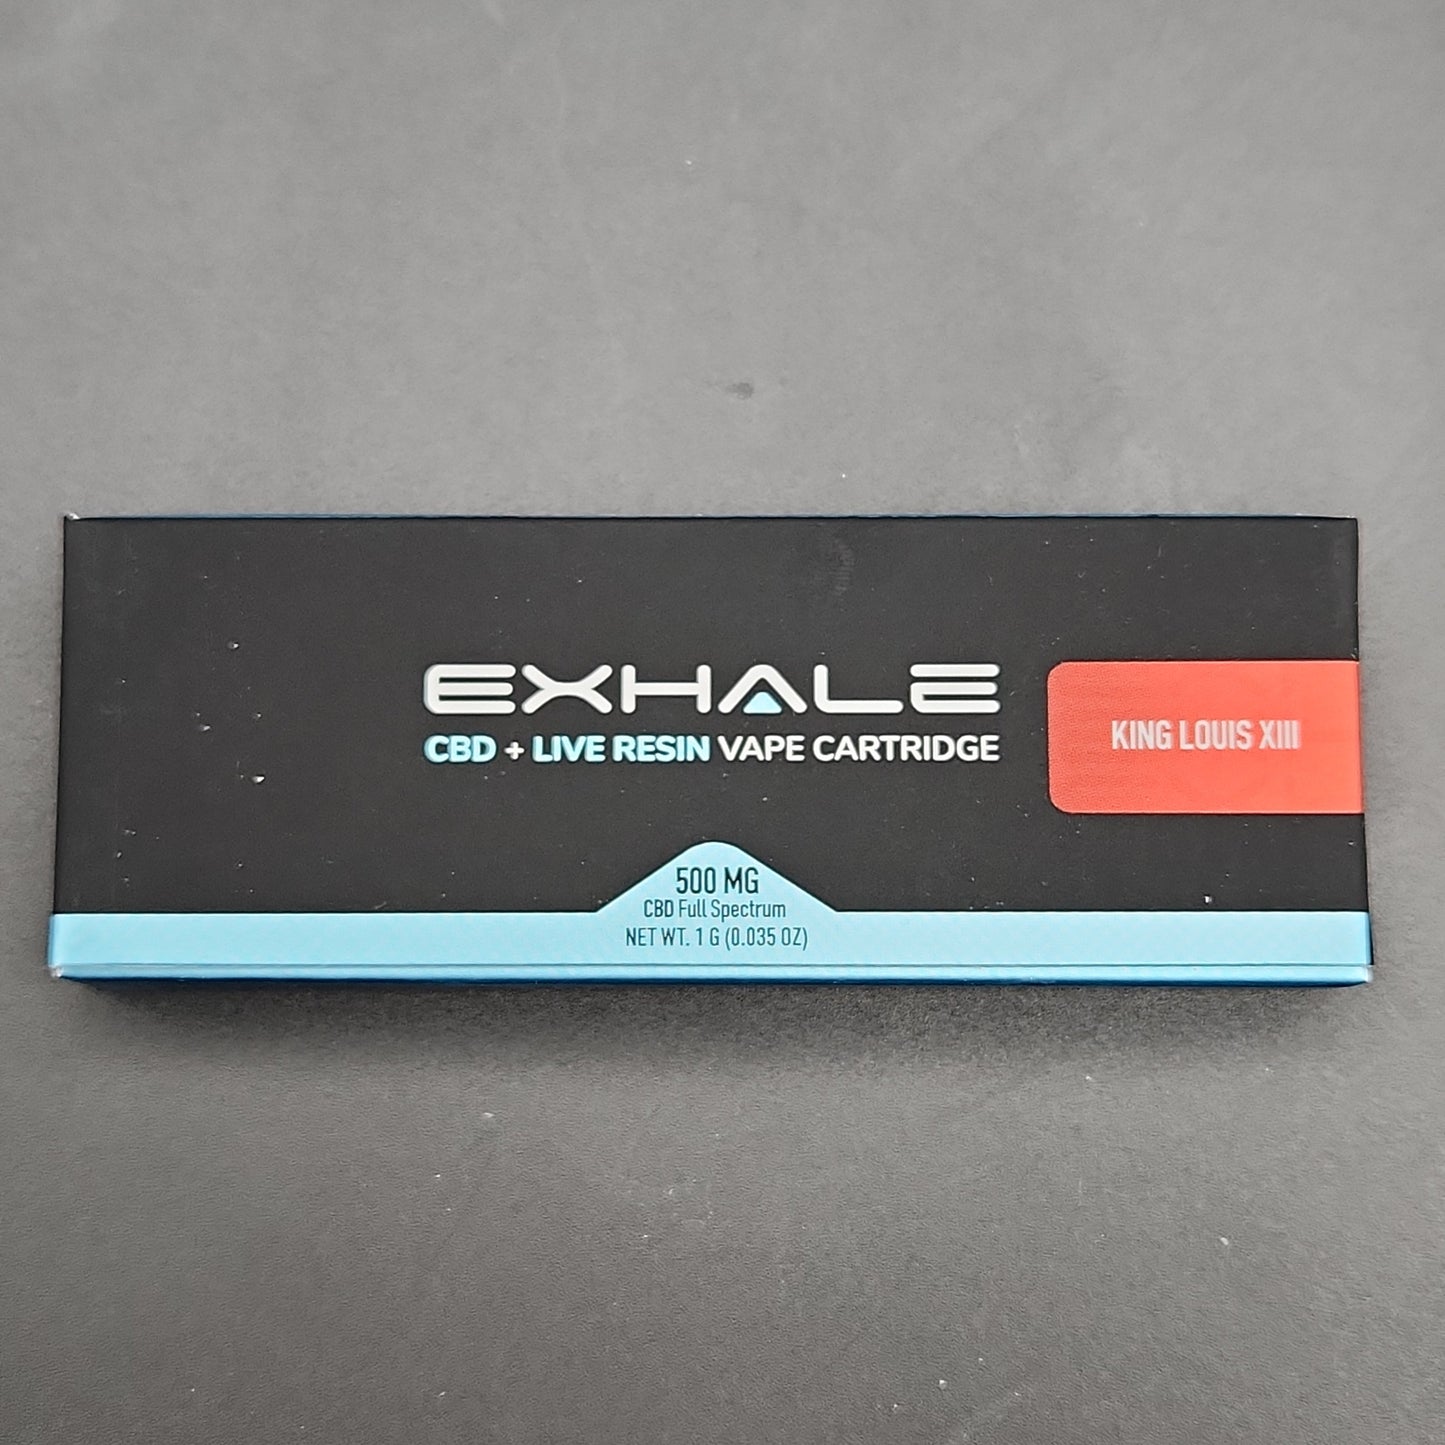 EXHALE
CBD + LIVE RESIN VAPE CARTRIDGE
KING LOUIS XIII
500 MG
CBD Full Spectrum
NET WT. 1 G (0.035 OZ)